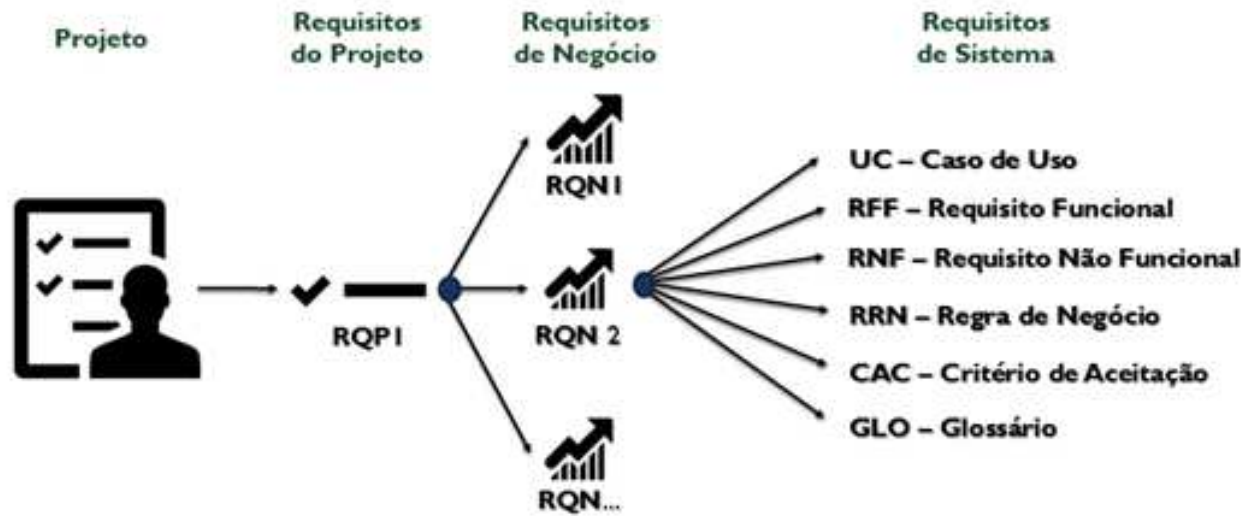 Projeto
Requisitos
do Projeto
Requisitos
de Negócio
Requisitos
de Sistema
RQN1
RQP1
RQN 2
RQN...
UC – Caso de Uso
RFF – Requisito Funcional
RNF – Requisito Não Funcional
RRN – Regra de Negócio
CAC – Critério de Aceitação
GLO – Glossário